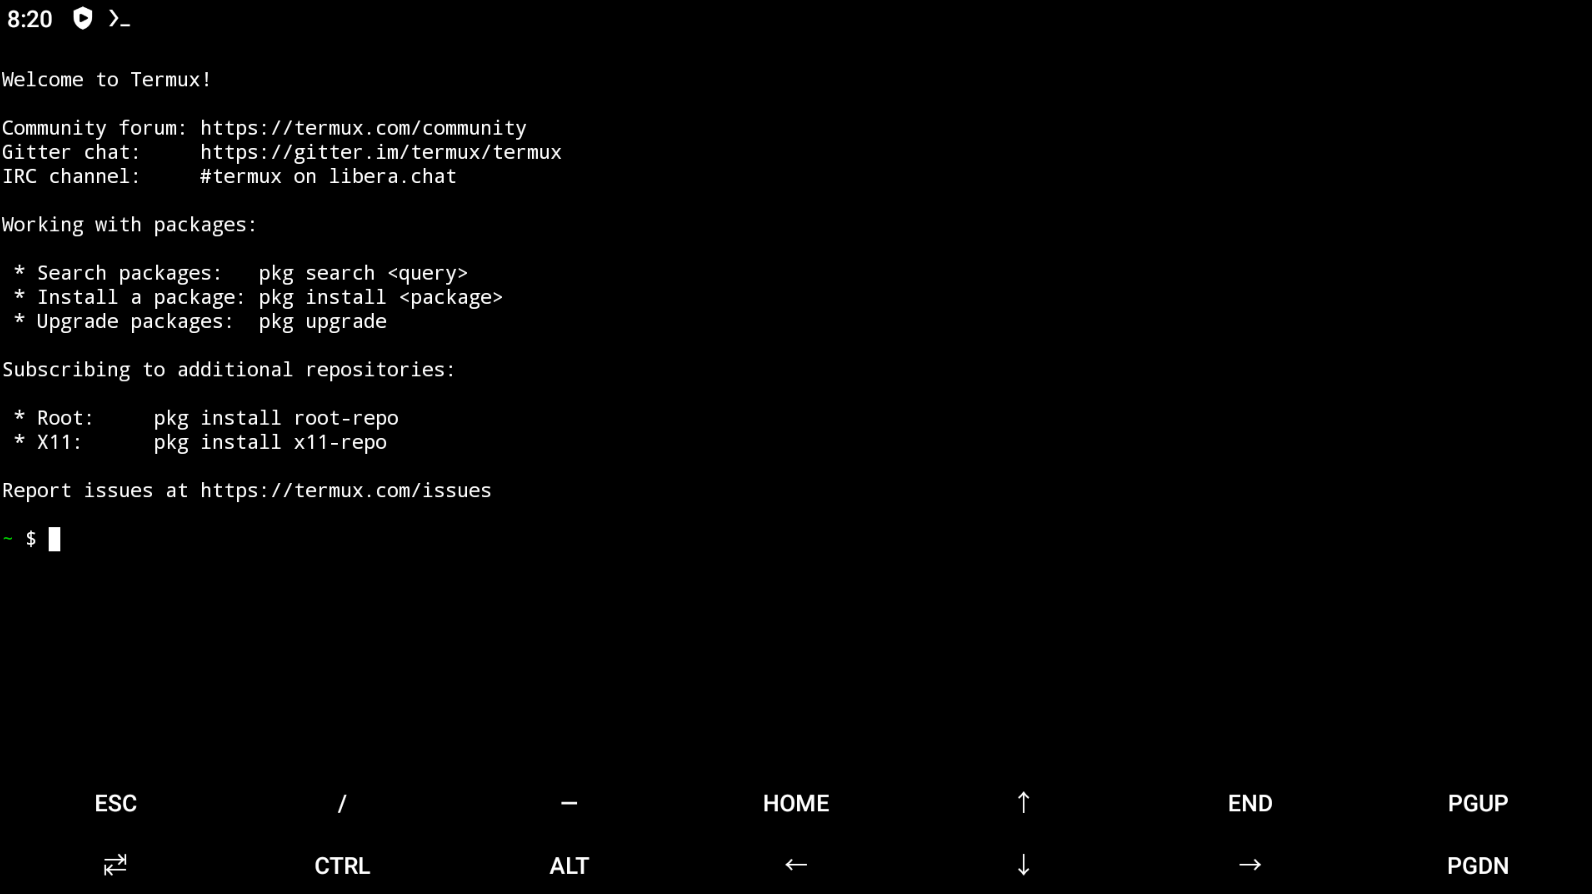 8:20
Welcome to Termux!
Community forum: https://termux.com/community
Gitter chat:     https://gitter.im/termux/termux
IRC channel:     #termux on libera.chat
Working with packages:
 * Search packages:   pkg search <query>
 * Install a package: pkg install <package>
 * Upgrade packages:  pkg upgrade
Subscribing to additional repositories:
 * Root:     pkg install root-repo
 * X11:      pkg install x11-repo
Report issues at https://termux.com/issues
~ $
ESC / — HOME ↑ END PGUP
⇄ CTRL ALT ← ↓ → PGDN